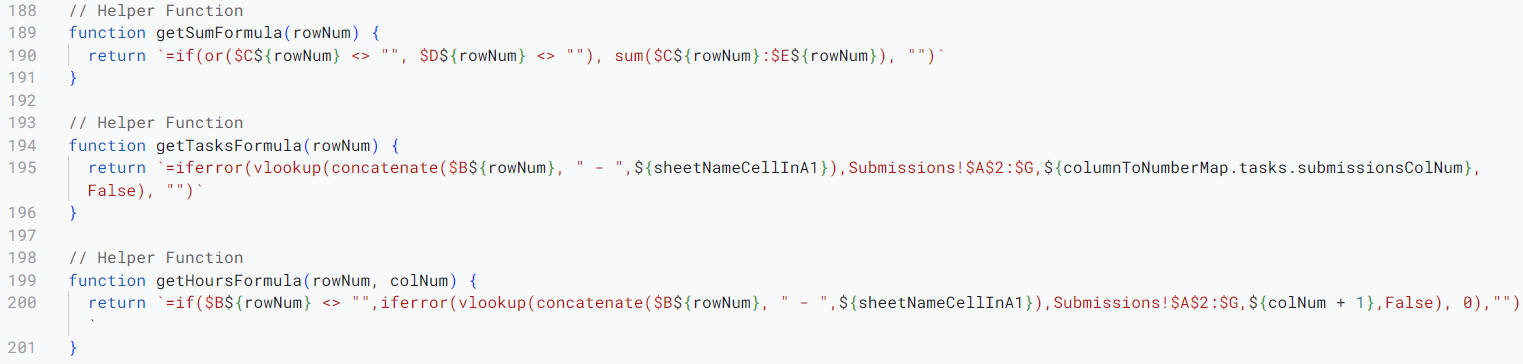 188 // Helper Function
189 function getSumFormula(rowNum) {
190 return `=if(or($C${rowNum} <> "", $D${rowNum} <> ""), sum($C${rowNum}:$E${rowNum}), "")`
191 }
192
193 // Helper Function
194 function getTasksFormula(rowNum) {
195 return `=iferror(vlookup(concatenate($B${rowNum}, " - ",${sheetNameCellInA1}),Submissions!$A$2:$G,${columnToNumberMap.tasks.submissionsColNum},
False), "")`
196 }
197
198 // Helper Function
199 function getHoursFormula(rowNum, colNum) {
200 return `=if($B${rowNum} <> "",iferror(vlookup(concatenate($B${rowNum}, " - ",${sheetNameCellInA1}),Submissions!$A$2:$G,${colNum + 1},False), 0),"")
`
201 }